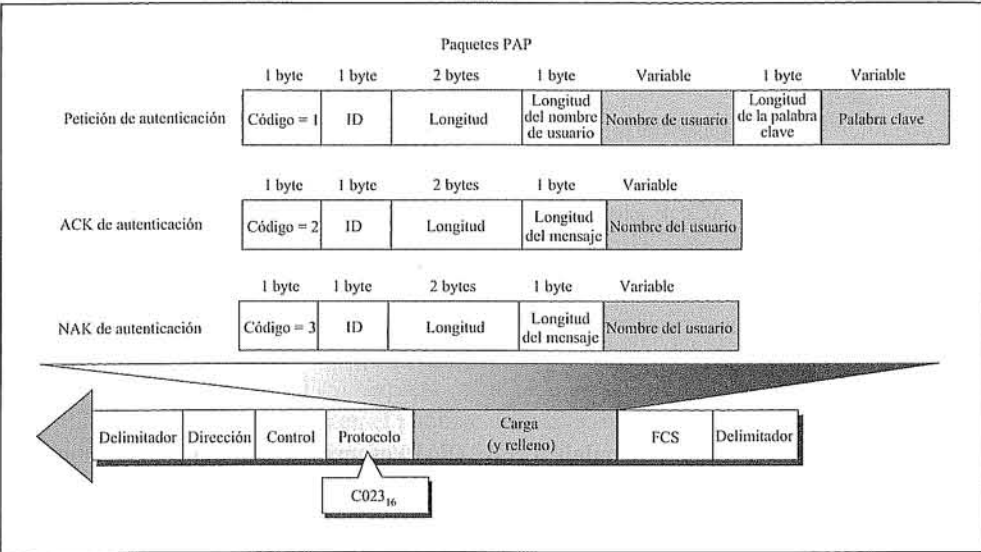 Paquetes PAP
1 byte 1 byte 2 bytes 1 byte Variable 1 byte Variable
Petición de autenticación Código = 1 ID Longitud Longitud del nombre de usuario Nombre de usuario Longitud de la palabra clave Palabra clave
1 byte 1 byte 2 bytes 1 byte Variable
ACK de autenticación Código = 2 ID Longitud Longitud del mensaje Nombre del usuario
1 byte 1 byte 2 bytes 1 byte Variable
NAK de autenticación Código = 3 ID Longitud Longitud del mensaje Nombre del usuario
Delimitador Dirección Control Protocolo Carga (y relleno) FCS Delimitador
C023₁₆